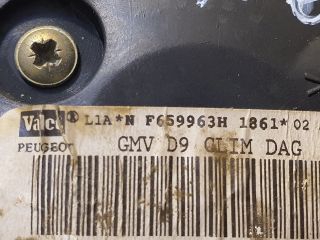 Valeo® L1A*N F659963H 1861* 02
PEUGEOT GMV D9 CLIM DAG